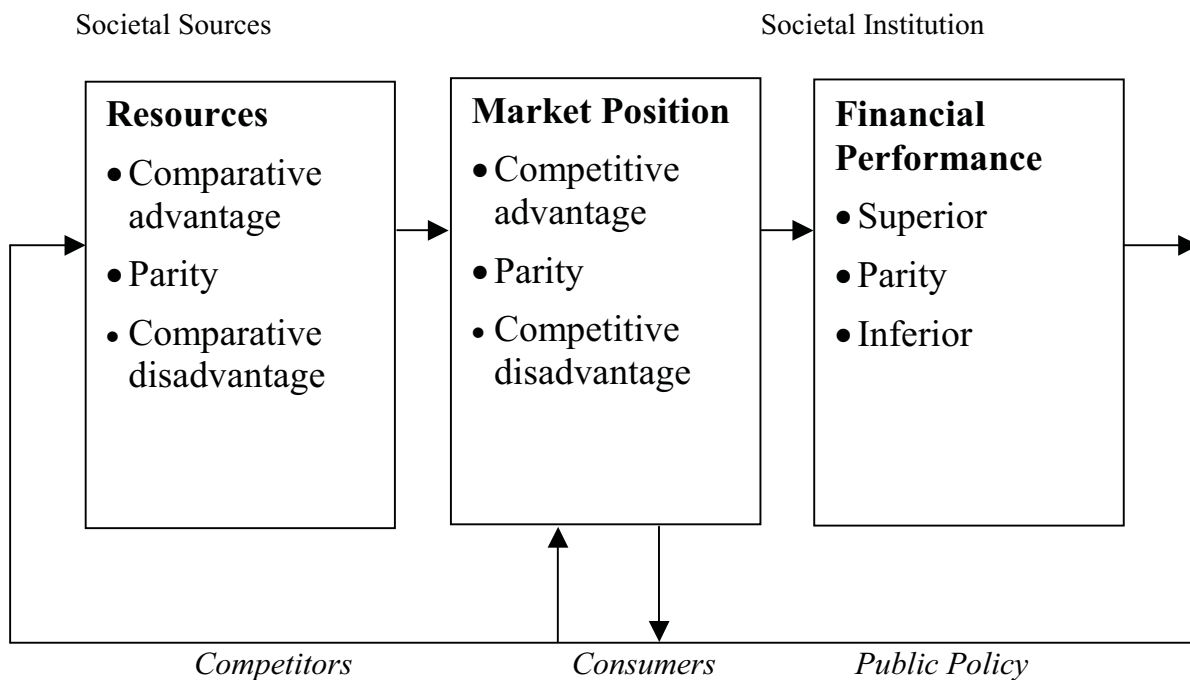 Societal Sources
Societal Institution
Resources
• Comparative
advantage
• Parity
• Comparative
disadvantage
Market Position
• Competitive
advantage
• Parity
• Competitive
disadvantage
Financial
Performance
• Superior
• Parity
• Inferior
Competitors
Consumers
Public Policy